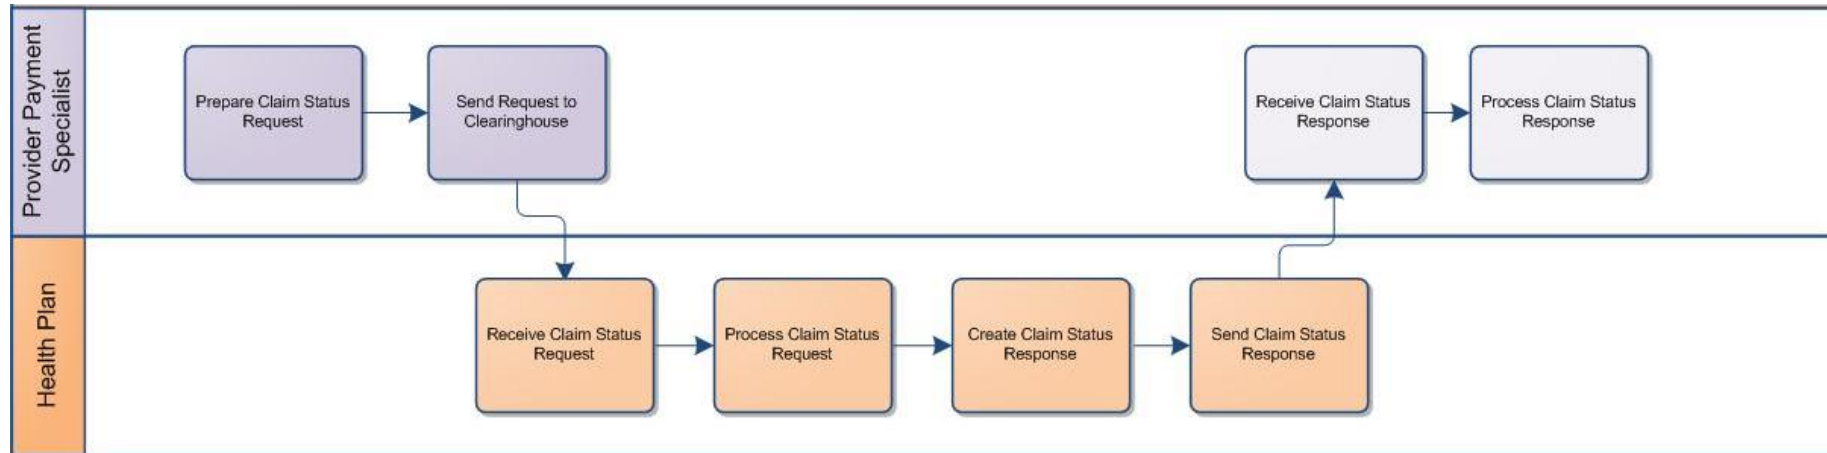 Provider Payment
Specialist
Prepare Claim Status
Request
Send Request to
Clearinghouse
Receive Claim Status
Response
Process Claim Status
Response
Health Plan
Receive Claim Status
Request
Process Claim Status
Request
Create Claim Status
Response
Send Claim Status
Response